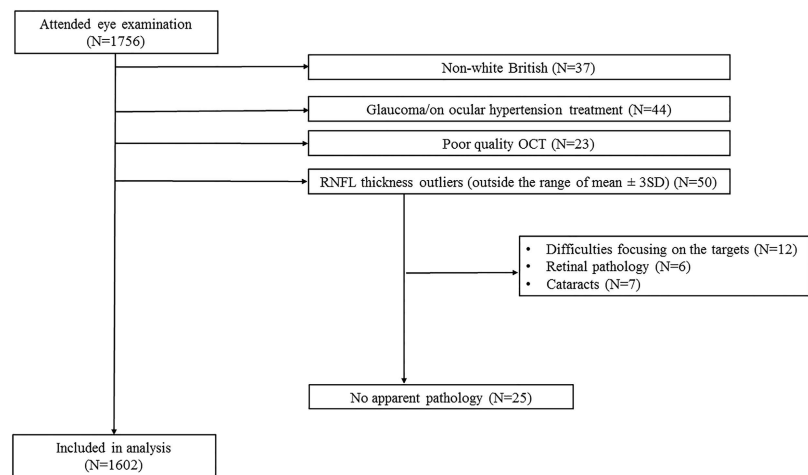 Attended eye examination
(N=1756)
Non-white British (N=37)
Glaucoma/on ocular hypertension treatment (N=44)
Poor quality OCT (N=23)
RNFL thickness outliers (outside the range of mean ± 3SD) (N=50)
• Difficulties focusing on the targets (N=12)
• Retinal pathology (N=6)
• Cataracts (N=7)
No apparent pathology (N=25)
Included in analysis
(N=1602)